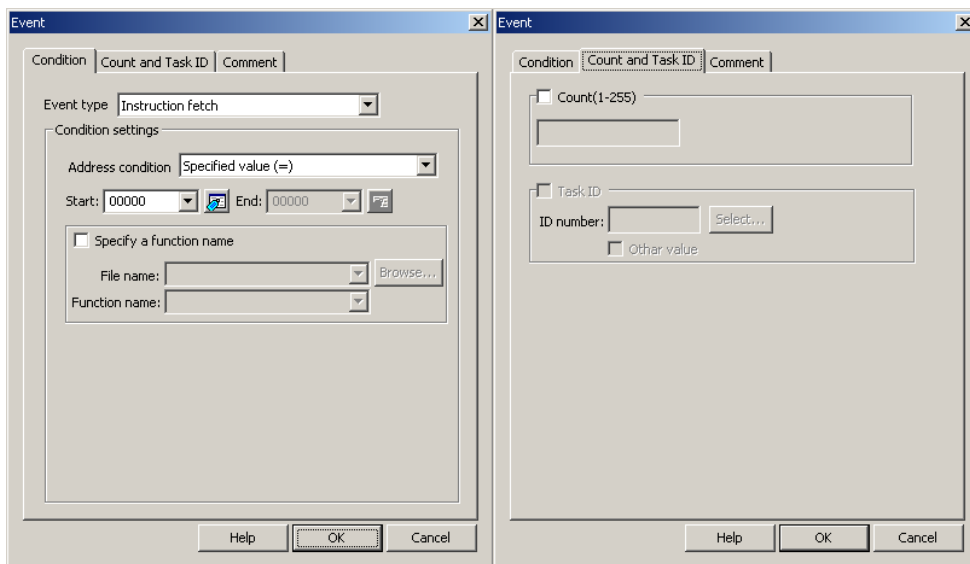 Event
Condition Count and Task ID Comment
Event type Instruction fetch
Condition settings
Address condition Specified value (=)
Start: 00000 End: 00000
Specify a function name
File name: Browse...
Function name:
Help OK Cancel
Event
Condition Count and Task ID Comment
Count(1-255)
Task ID
ID number: Select...
Othar value
Help OK Cancel